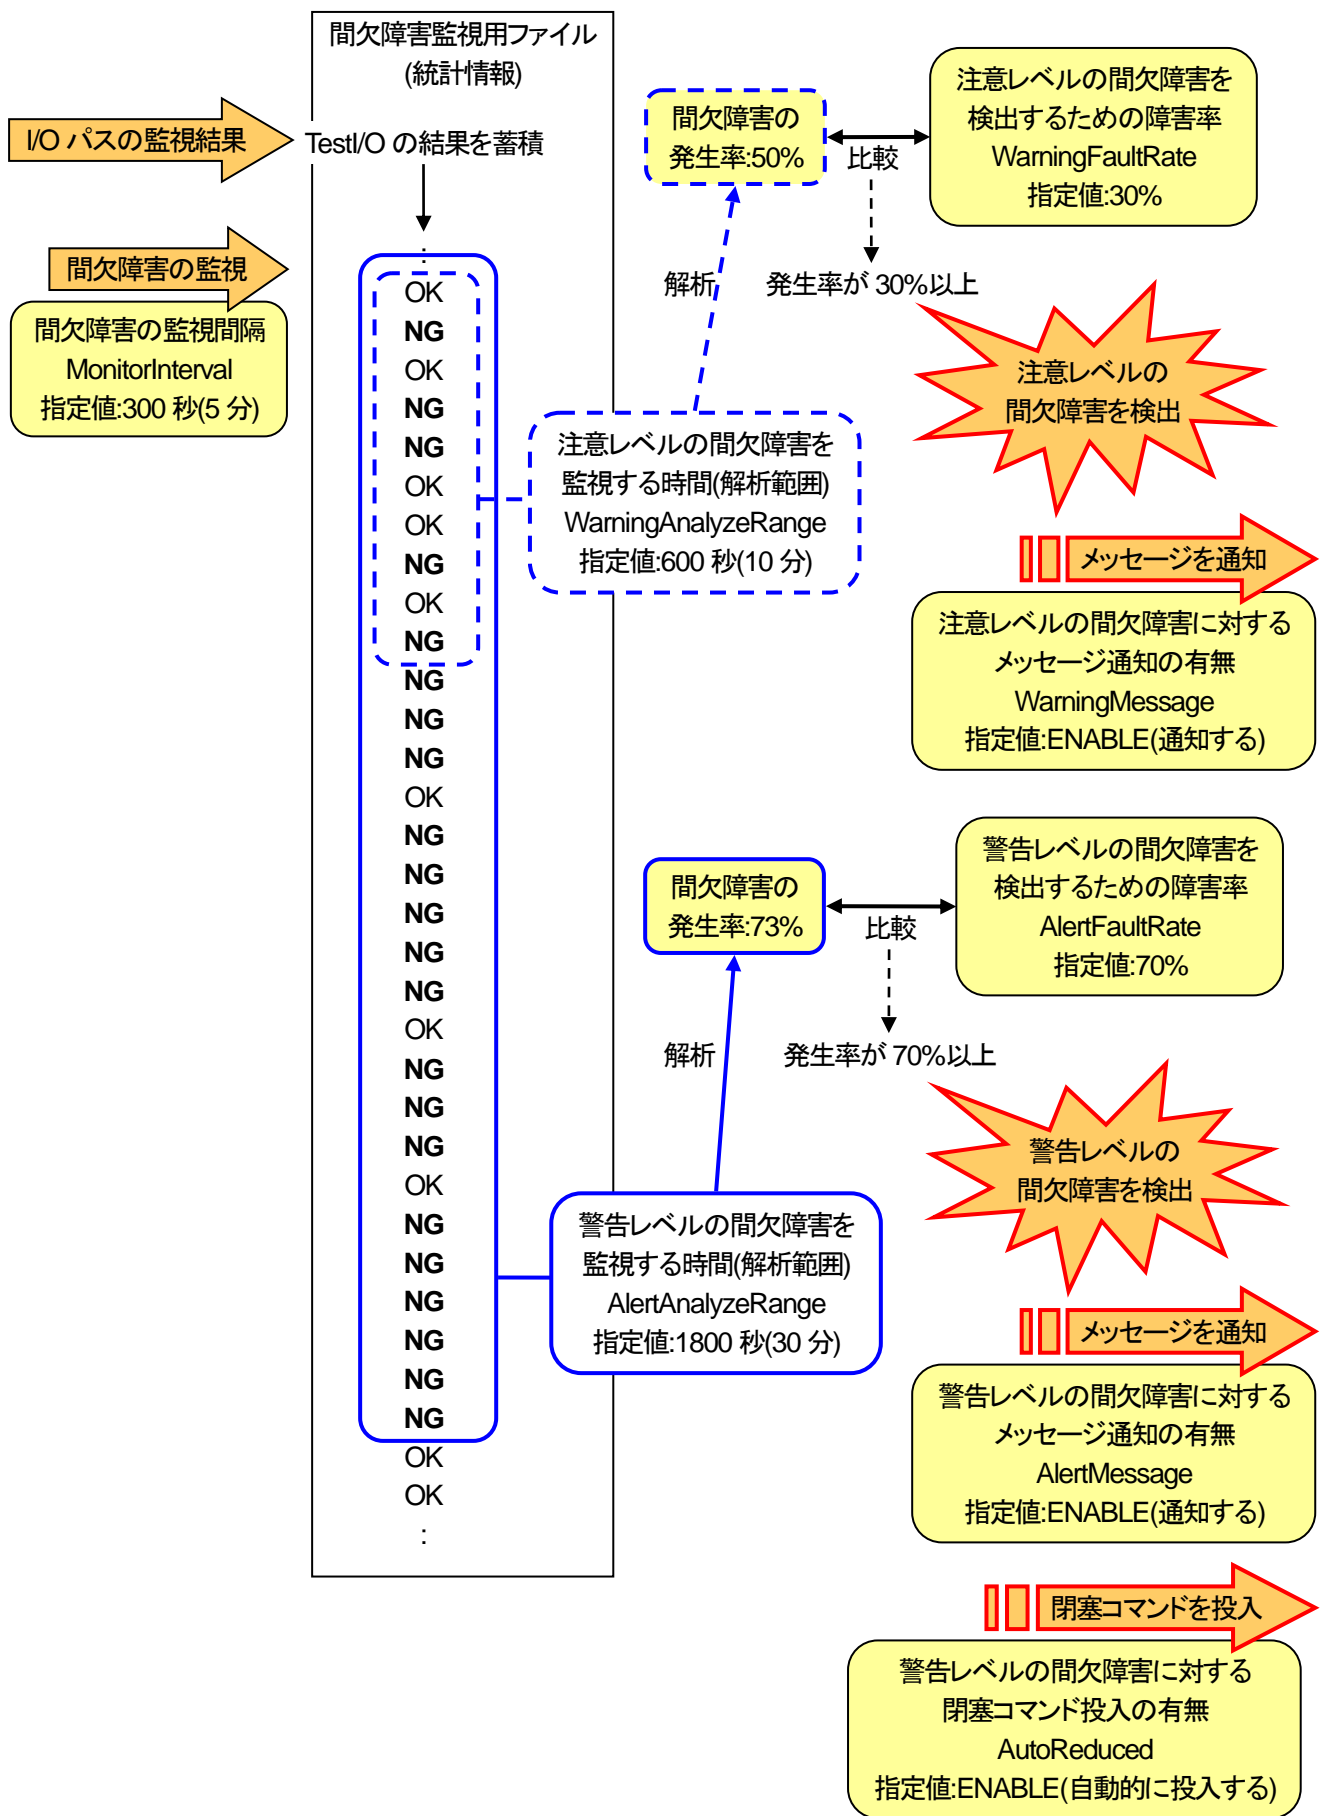 間欠障害監視用ファイル
(統計情報)
I/O パスの監視結果
TestI/O の結果を蓄積
間欠障害の監視
間欠障害の監視間隔
MonitorInterval
指定値:300 秒(5 分)
:
OK
NG
OK
NG
NG
OK
OK
NG
OK
NG
NG
NG
NG
OK
NG
NG
NG
NG
NG
OK
NG
NG
NG
OK
NG
NG
NG
NG
NG
NG
OK
OK
:
間欠障害の
発生率:50%
比較
注意レベルの間欠障害を
検出するための障害率
WarningFaultRate
指定値:30%
解析
発生率が 30%以上
注意レベルの
間欠障害を検出
注意レベルの間欠障害を
監視する時間(解析範囲)
WarningAnalyzeRange
指定値:600 秒(10 分)
メッセージを通知
注意レベルの間欠障害に対する
メッセージ通知の有無
WarningMessage
指定値:ENABLE(通知する)
間欠障害の
発生率:73%
比較
警告レベルの間欠障害を
検出するための障害率
AlertFaultRate
指定値:70%
解析
発生率が 70%以上
警告レベルの
間欠障害を検出
警告レベルの間欠障害を
監視する時間(解析範囲)
AlertAnalyzeRange
指定値:1800 秒(30 分)
メッセージを通知
警告レベルの間欠障害に対する
メッセージ通知の有無
AlertMessage
指定値:ENABLE(通知する)
閉塞コマンドを投入
警告レベルの間欠障害に対する
閉塞コマンド投入の有無
AutoReduced
指定値:ENABLE(自動的に投入する)